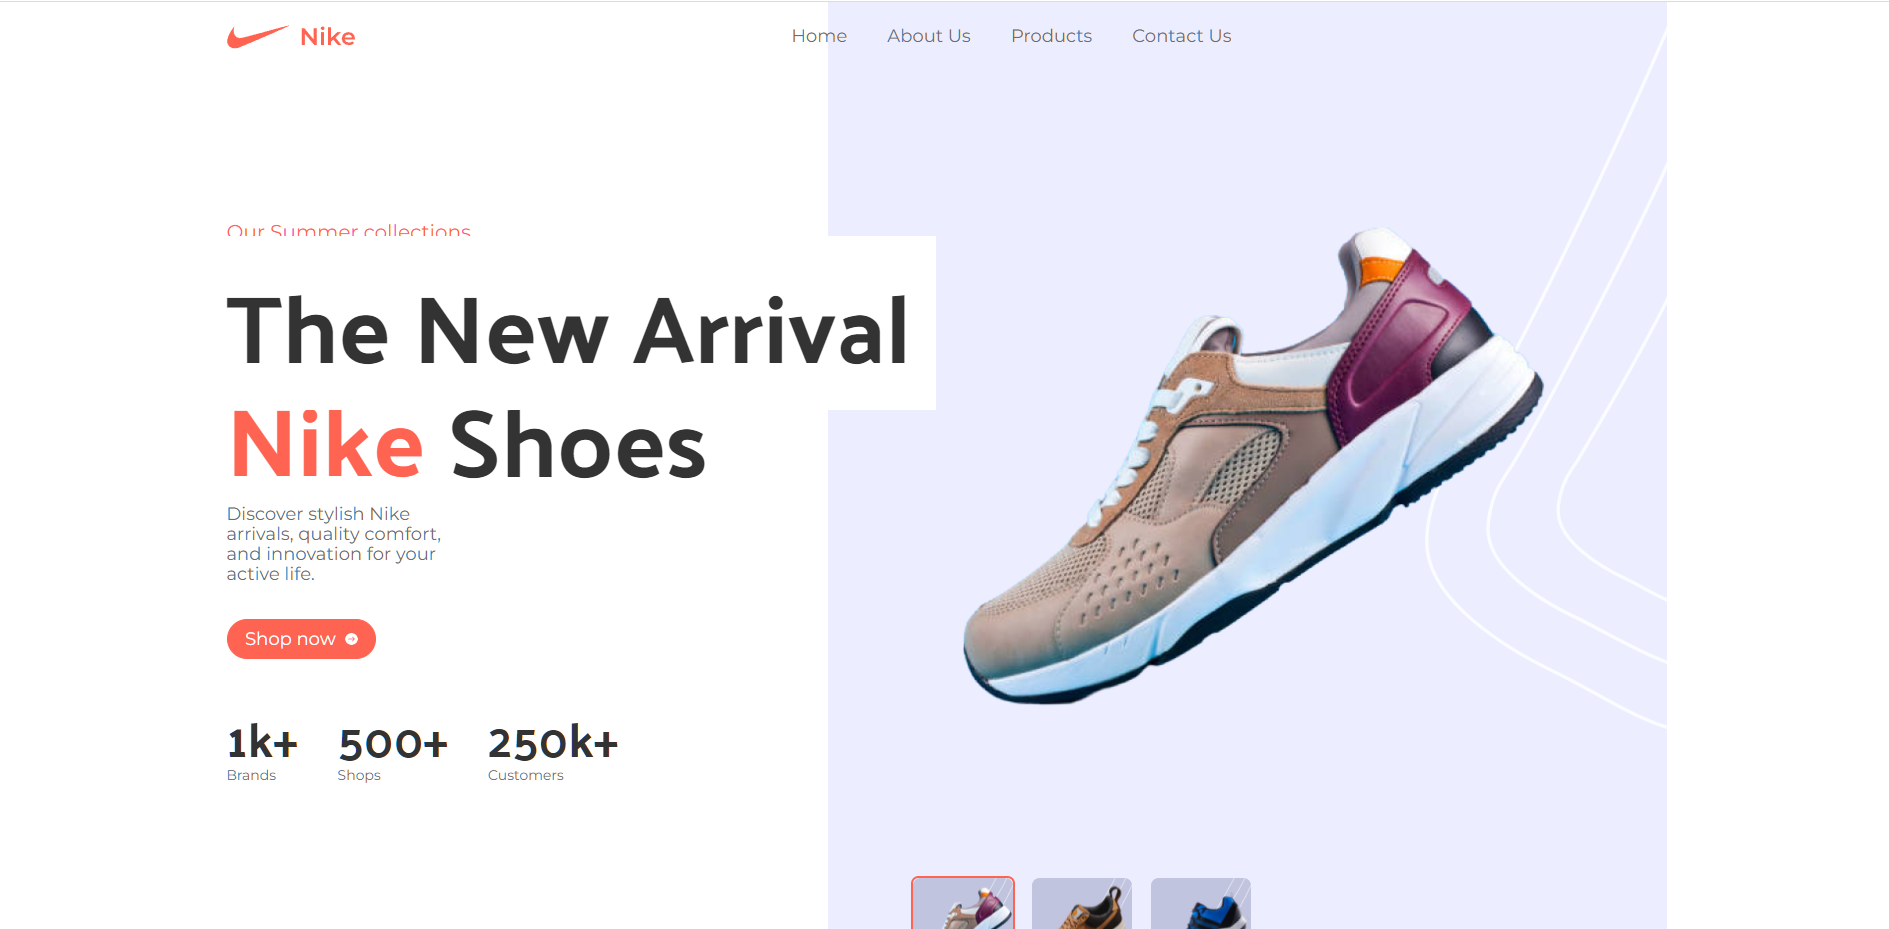 Nike
Home About Us Products Contact Us
Our Summer collections
The New Arrival
Nike Shoes
Discover stylish Nike
arrivals, quality comfort,
and innovation for your
active life.
Shop now
1k+ 500+ 250k+
Brands Shops Customers